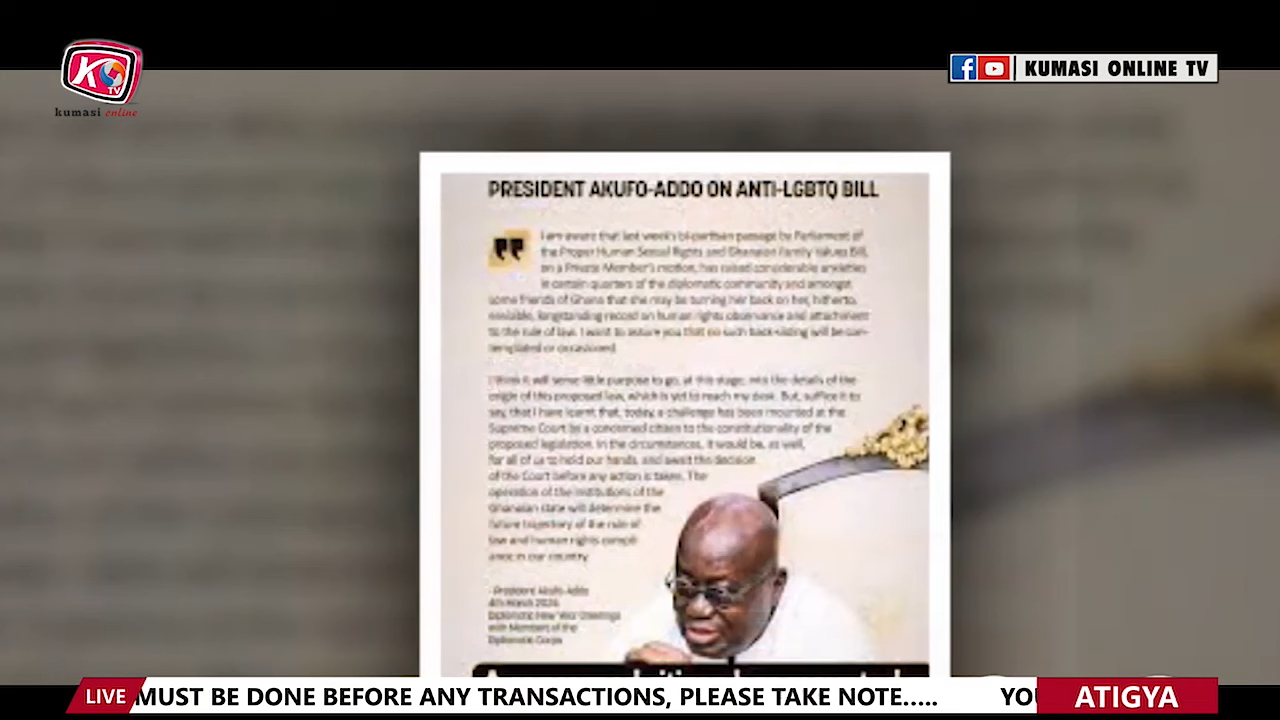 K
TV
kumasi online
f
KUMASI ONLINE TV
PRESIDENT AKUFO-ADDO ON ANTI-LGBTQ BILL
I am aware that last week's bi-partisan passage by Parliament of
the Proper Human Sexual Rights and Ghanaian Family Values Bill,
on a Private Member's motion, has raised considerable anxieties
in certain quarters of the diplomatic community and amongst
some friends of Ghana that she may be turning her back on her, hitherto,
enviable, longstanding record on human rights observance and attachment
to the rule of law. I want to assure you that no such back-sliding will be con-
templated or occasioned.
I think it will serve little purpose to go, at this stage, into the details of the
origin of this proposed law, which is yet to reach my desk. But, suffice it to
say, that I have learnt that, today, a challenge has been mounted at the
Supreme Court by a concerned citizen to the constitutionality of the
proposed legislation. In the circumstances, it would be, as well,
for all of us to hold our hands, and await the decision
of the Court before any action is taken. The
operation of the institutions of the
Ghanaian state will determine the
future trajectory of the rule of
law and human rights compli-
ance in our country.
- President Akufo-Addo
4th March 2024
Diplomatic New Year Greetings
with Members of the
Diplomatic Corps
LIVE MUST BE DONE BEFORE ANY TRANSACTIONS, PLEASE TAKE NOTE..... YOU
ATIGYA